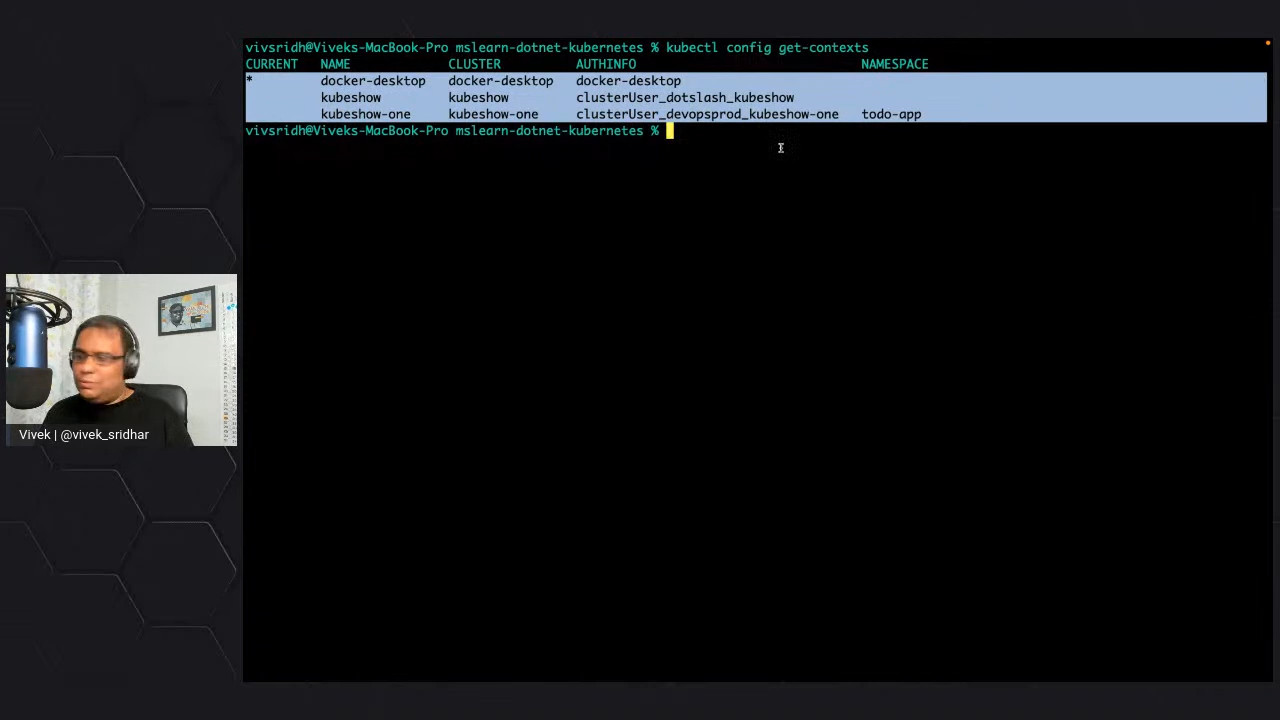 vivsridh@Viveks-MacBook-Pro mslearn-dotnet-kubernetes % kubectl config get-contexts
CURRENT NAME CLUSTER AUTHINFO NAMESPACE
* docker-desktop docker-desktop docker-desktop
kubeshow kubeshow clusterUser_dotslash_kubeshow
kubeshow-one kubeshow-one clusterUser_devopsprod_kubeshow-one todo-app
vivsridh@Viveks-MacBook-Pro mslearn-dotnet-kubernetes %
Vivek | @vivek_sridhar